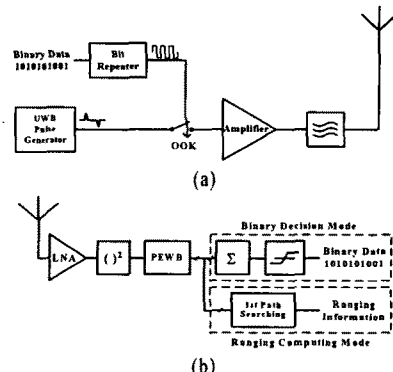 Binary Data
1010101001
Bit
Repeater
UWB
Pulse
Generator
OOK
Amplifier
(a)
LNA
( )²
PEWB
Σ
Binary Decision Mode
Binary Data
1010101001
1st Path
Searching
Ranging
Information
Ranging Computing Mode
(b)